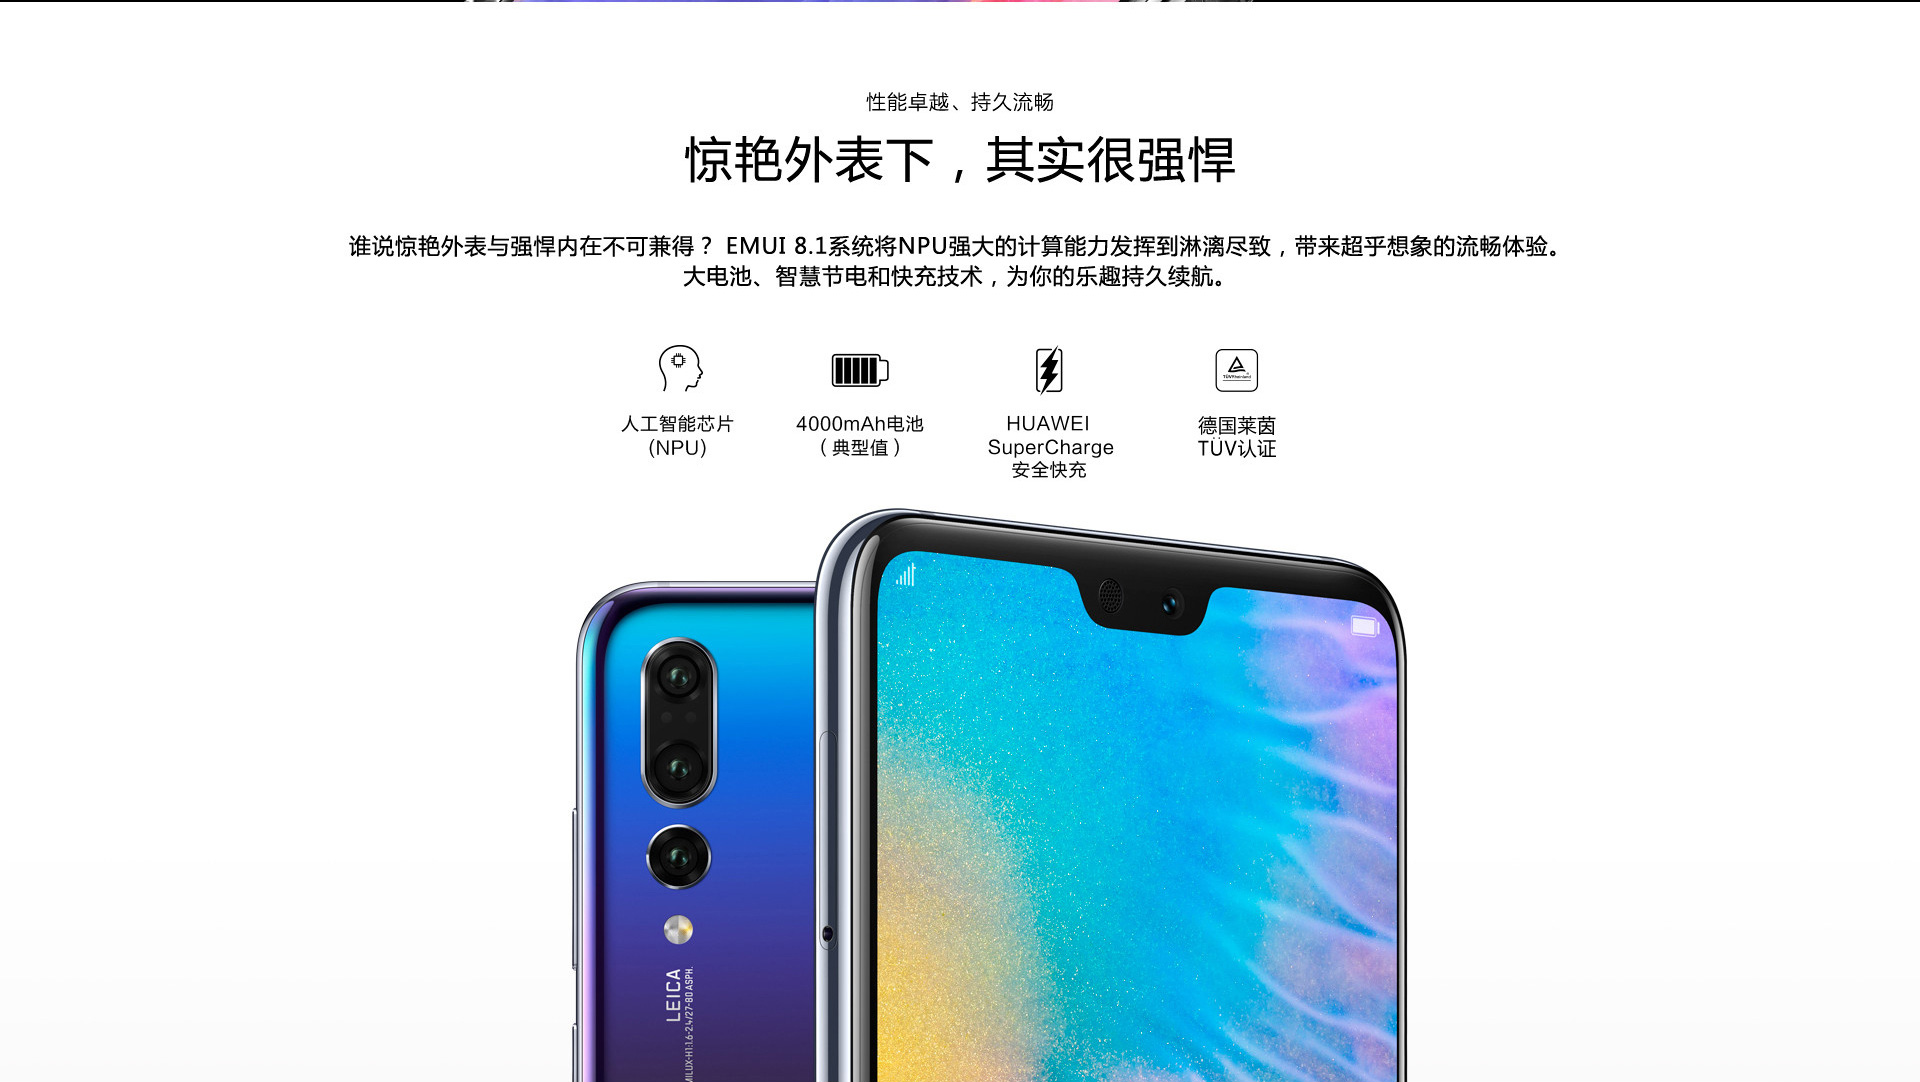 性能卓越、持久流畅
惊艳外表下，其实很强悍
谁说惊艳外表与强悍内在不可兼得？ EMUI 8.1系统将NPU强大的计算能力发挥到淋漓尽致，带来超乎想象的流畅体验。
大电池、智慧节电和快充技术，为你的乐趣持久续航。
人工智能芯片
(NPU)
4000mAh电池
（典型值）
HUAWEI
SuperCharge
安全快充
TÜVRheinland
德国莱茵
TÜV认证
LEICA
MILUX-H1:1.6-2.4/27-80 ASPH.